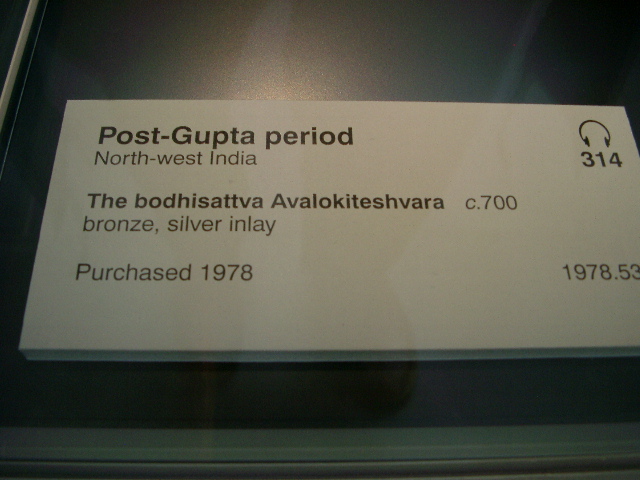 Post-Gupta period
North-west India
314
The bodhisattva Avalokiteshvara c.700
bronze, silver inlay
Purchased 1978 1978.53